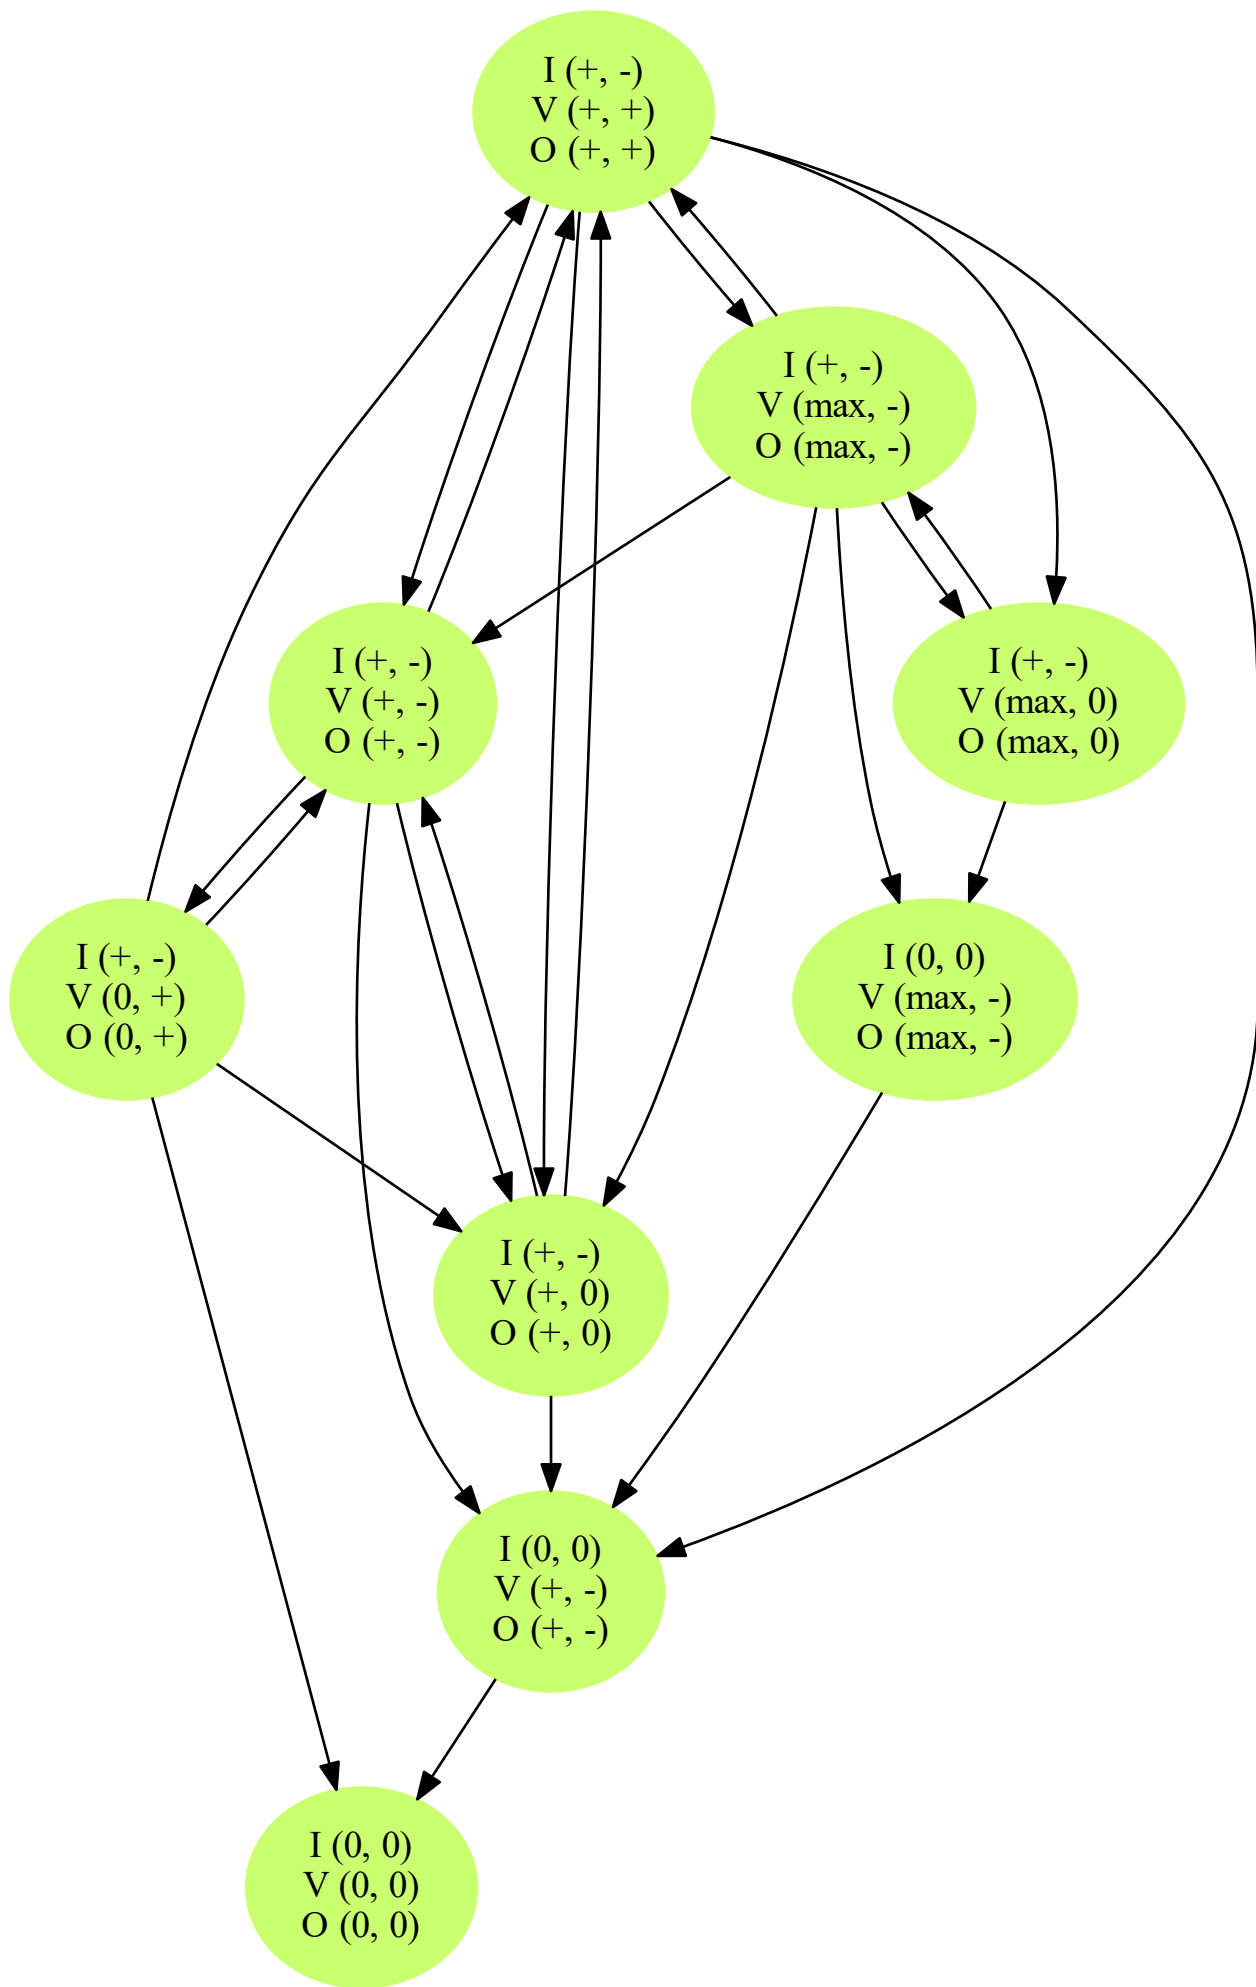 I (+, -)
V (+, +)
O (+, +)
I (+, -)
V (max, -)
O (max, -)
I (+, -)
V (+, -)
O (+, -)
I (+, -)
V (max, 0)
O (max, 0)
I (+, -)
V (0, +)
O (0, +)
I (0, 0)
V (max, -)
O (max, -)
I (+, -)
V (+, 0)
O (+, 0)
I (0, 0)
V (+, -)
O (+, -)
I (0, 0)
V (0, 0)
O (0, 0)